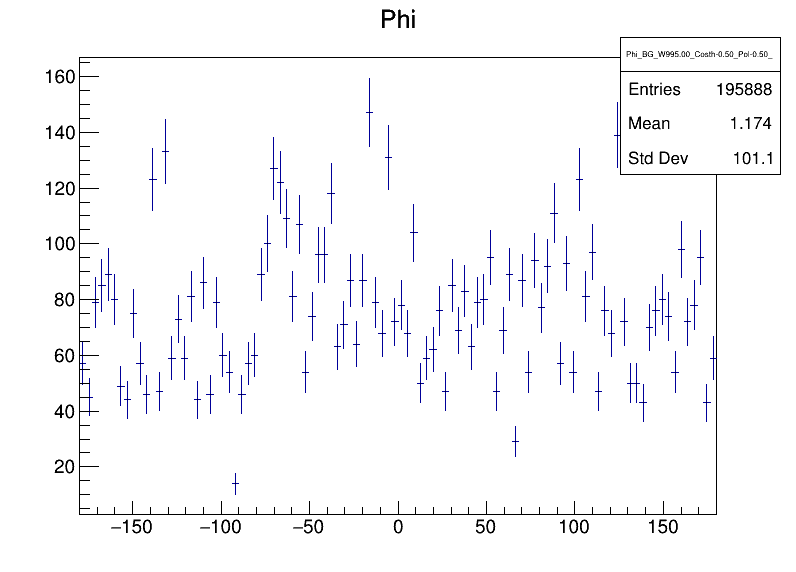 Phi
Phi_BG_W995.00_Costh-0.50_Pol-0.50_
Entries 195888
Mean 1.174
Std Dev 101.1
160
140
120
100
80
60
40
20
−150 −100 −50 0 50 100 150